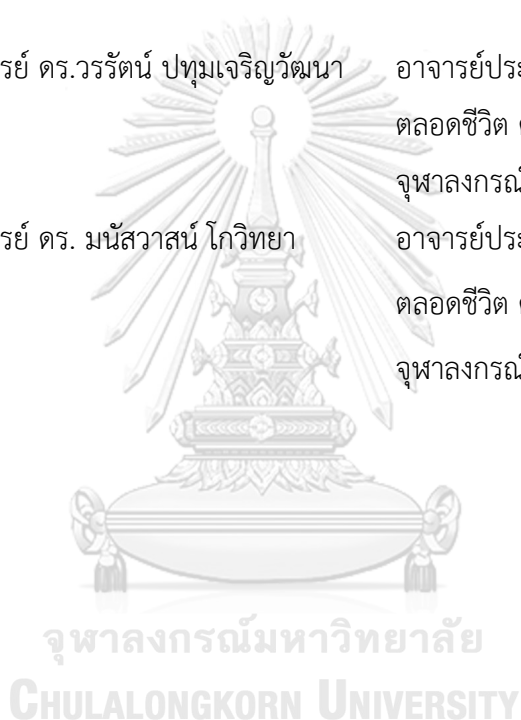 รย์ ดร.วรรัตน์ ปทุมเจริญวัฒนา อาจารย์ประ
ตลอดชีวิต
จุฬาลงกรณ์
รย์ ดร. มนัสวาสน์ โกวิทยา อาจารย์ประ
ตลอดชีวิต
จุฬาลงกรณ์
จุฬาลงกรณ์มหาวิทยาลัย
CHULALONGKORN UNIVERSITY